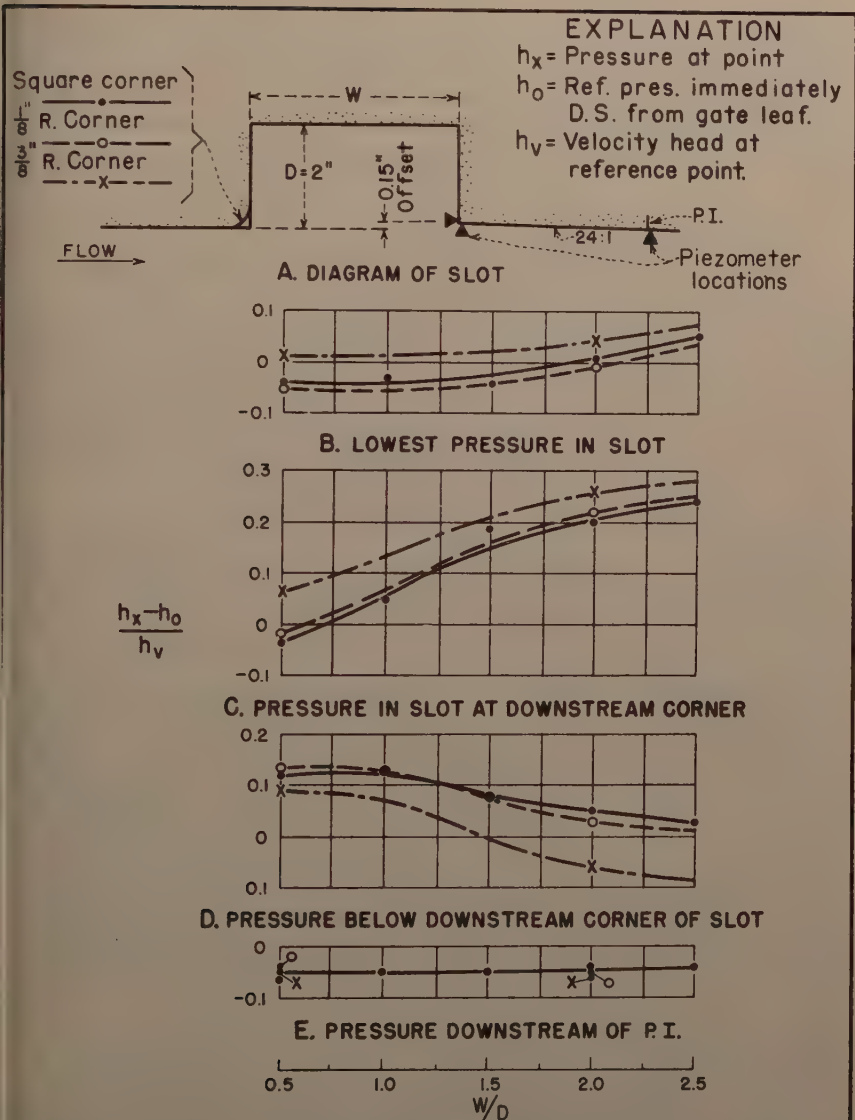 EXPLANATION
hx = Pressure at point
ho = Ref. pres. immediately
D.S. from gate leaf.
hv = Velocity head at
reference point.
Square corner
1/8" R. Corner
3/8" R. Corner
W
D=2"
0.15"
Offset
P.I.
24:1
FLOW
Piezometer
locations
A. DIAGRAM OF SLOT
0.1
0
-0.1
B. LOWEST PRESSURE IN SLOT
0.3
0.2
0.1
0
-0.1
hx-ho
hv
C. PRESSURE IN SLOT AT DOWNSTREAM CORNER
0.2
0.1
0
0.1
D. PRESSURE BELOW DOWNSTREAM CORNER OF SLOT
0
-0.1
E. PRESSURE DOWNSTREAM OF P.I.
0.5 1.0 1.5 2.0 2.5
W/D